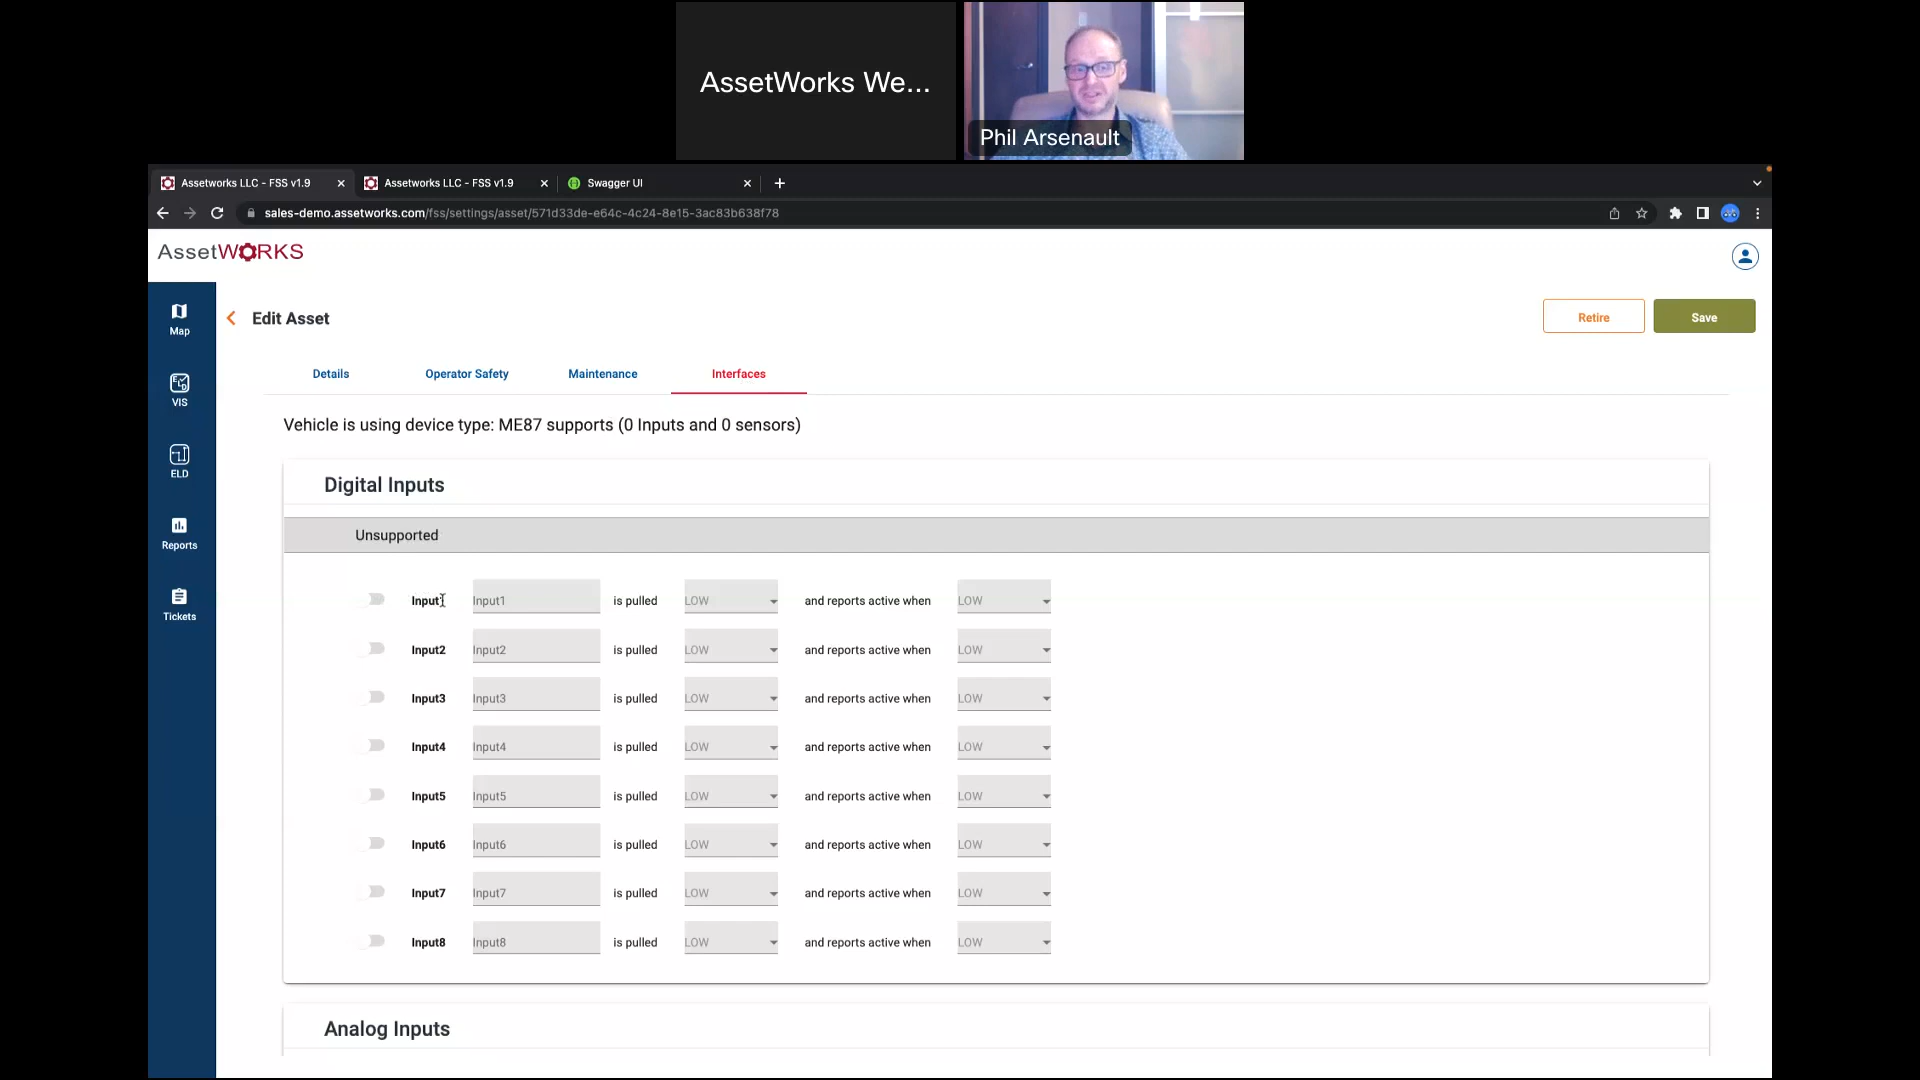 AssetWorks We...
Phil Arsenault
Assetworks LLC - FSS v1.9
Assetworks LLC - FSS v1.9
Swagger UI
sales-demo.assetworks.com/fss/settings/asset/571d33de-e64c-4c24-8e15-3ac83b638f78
AssetWORKS
Map
VIS
ELD
Reports
Tickets
Edit Asset
Retire
Save
Details
Operator Safety
Maintenance
Interfaces
Vehicle is using device type: ME87 supports (0 Inputs and 0 sensors)
Digital Inputs
Unsupported
Input1 Input1 is pulled LOW and reports active when LOW
Input2 Input2 is pulled LOW and reports active when LOW
Input3 Input3 is pulled LOW and reports active when LOW
Input4 Input4 is pulled LOW and reports active when LOW
Input5 Input5 is pulled LOW and reports active when LOW
Input6 Input6 is pulled LOW and reports active when LOW
Input7 Input7 is pulled LOW and reports active when LOW
Input8 Input8 is pulled LOW and reports active when LOW
Analog Inputs